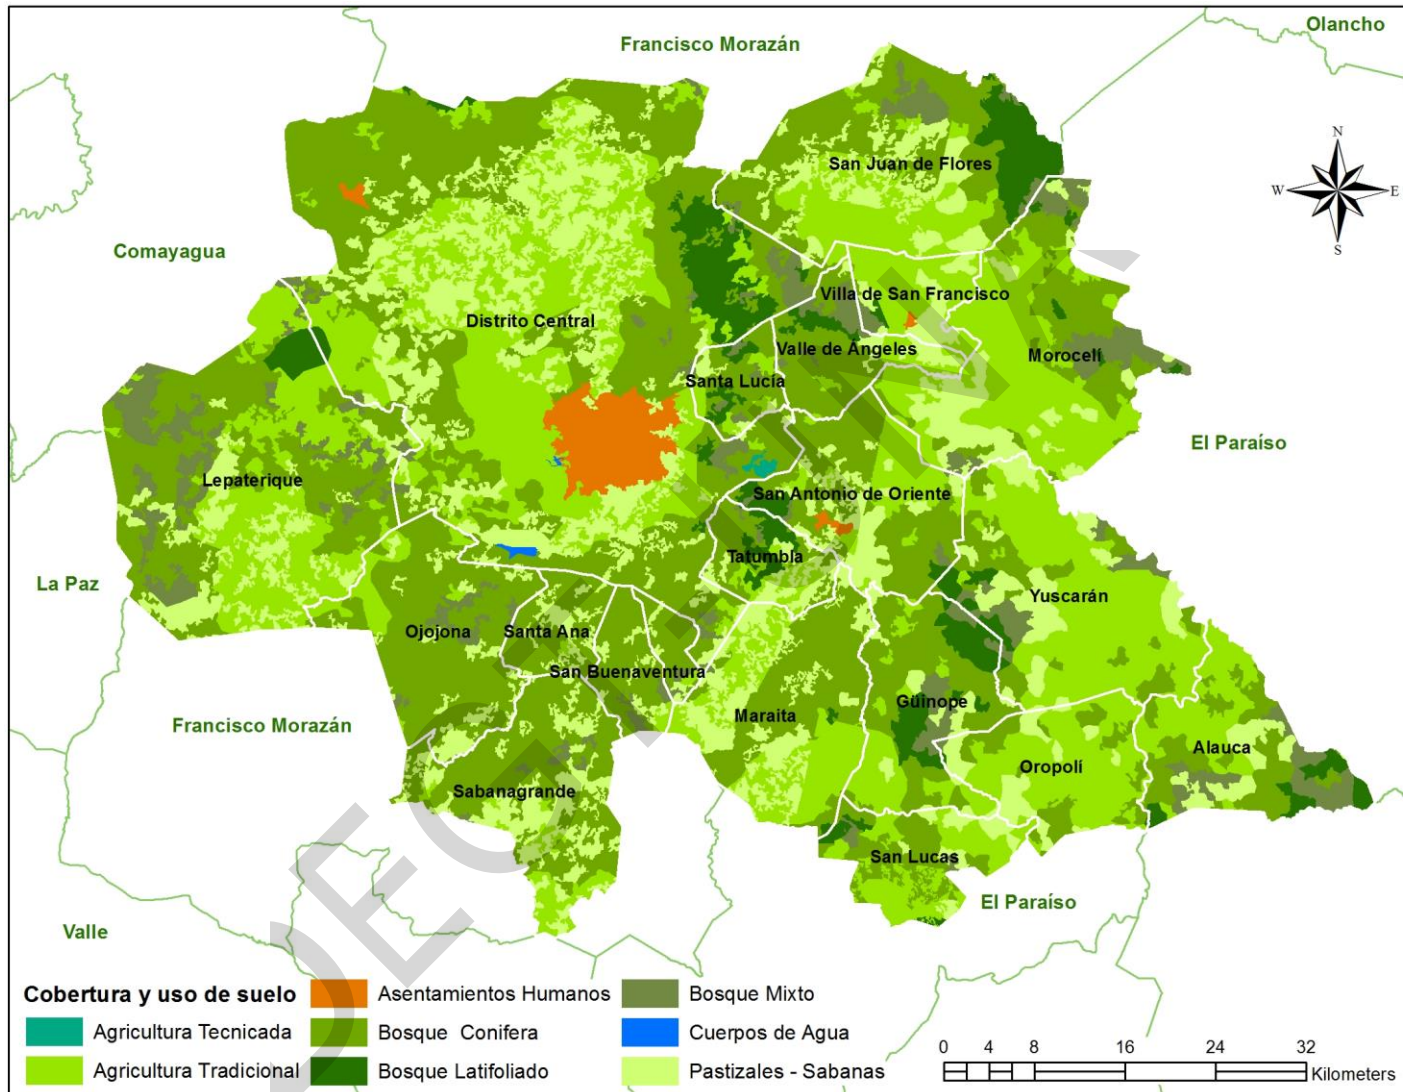 Olancho
Francisco Morazán
San Juan de Flores
N
W
E
S
Comayagua
Villa de San Francisco
Distrito Central
Valle de Ángeles
Morocelí
Santa Lucía
El Paraíso
Lepaterique
San Antonio de Oriente
Tatumbla
La Paz
Yuscarán
Ojojona
Santa Ana
San Buenaventura
Güinope
Maraita
Francisco Morazán
Alauca
Oropolí
Sabanagrande
San Lucas
El Paraíso
Valle
Cobertura y uso de suelo
Agricultura Tecnicada
Agricultura Tradicional
Asentamientos Humanos
Bosque Conifera
Bosque Latifoliado
Bosque Mixto
Cuerpos de Agua
Pastizales - Sabanas
0 4 8 16 24 32
Kilometers